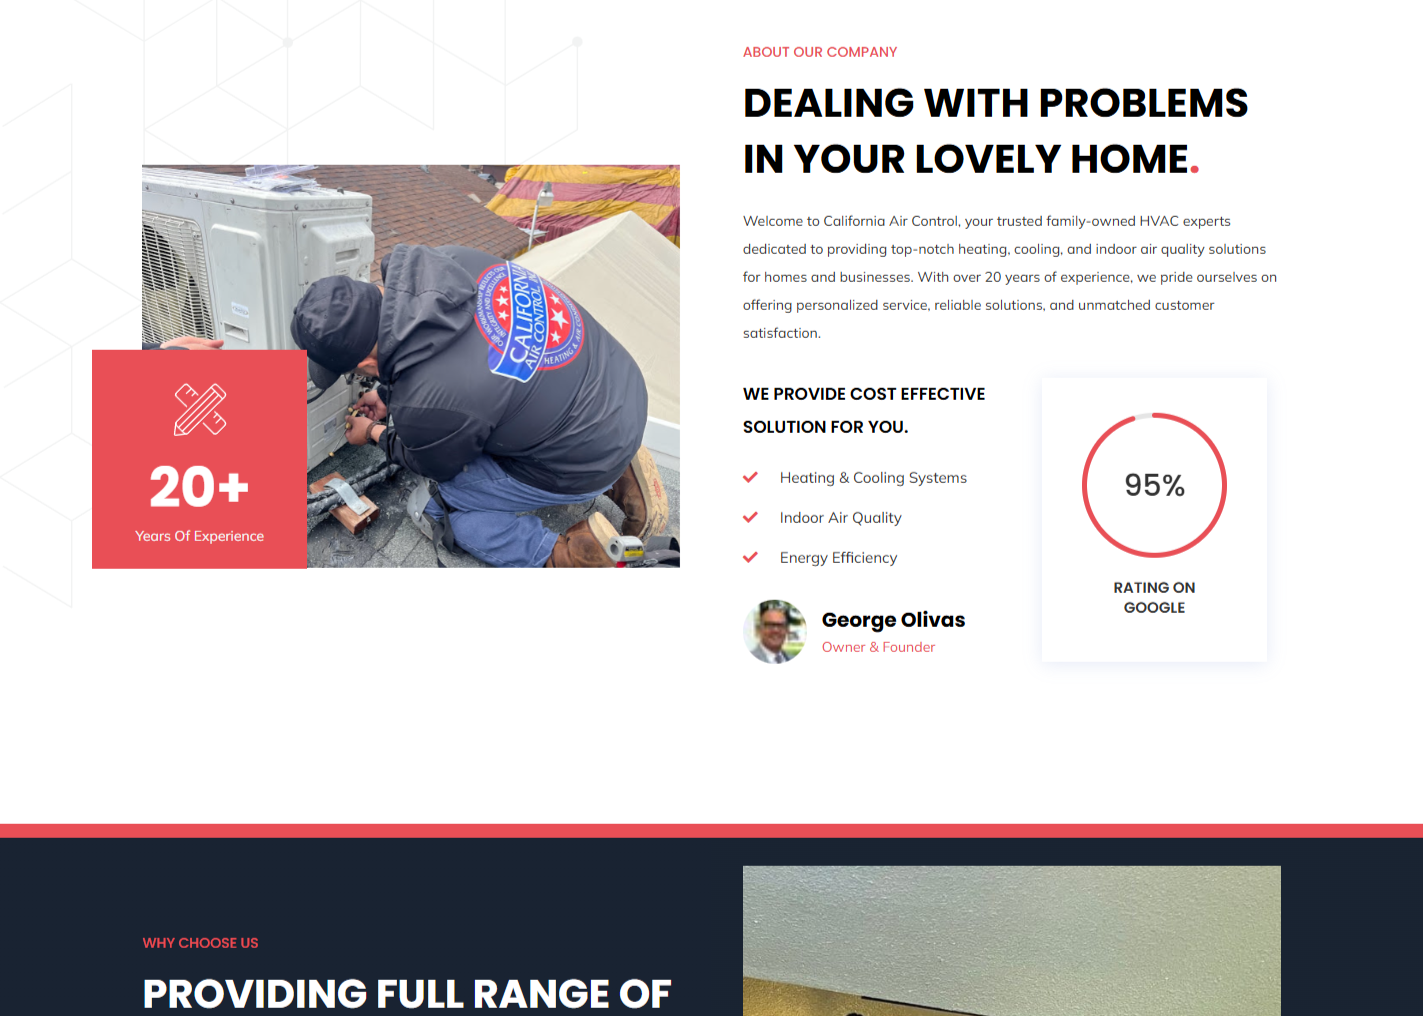 ABOUT OUR COMPANY
DEALING WITH PROBLEMS
IN YOUR LOVELY HOME.
Welcome to California Air Control, your trusted family-owned HVAC experts
dedicated to providing top-notch heating, cooling, and indoor air quality solutions
for homes and businesses. With over 20 years of experience, we pride ourselves on
offering personalized service, reliable solutions, and unmatched customer
satisfaction.
CALIFORNIA
AIR CONTROL
HEATING &
20+
Years Of Experience
WE PROVIDE COST EFFECTIVE
SOLUTION FOR YOU.
Heating & Cooling Systems
Indoor Air Quality
Energy Efficiency
George Olivas
Owner & Founder
95%
RATING ON
GOOGLE
WHY CHOOSE US
PROVIDING FULL RANGE OF